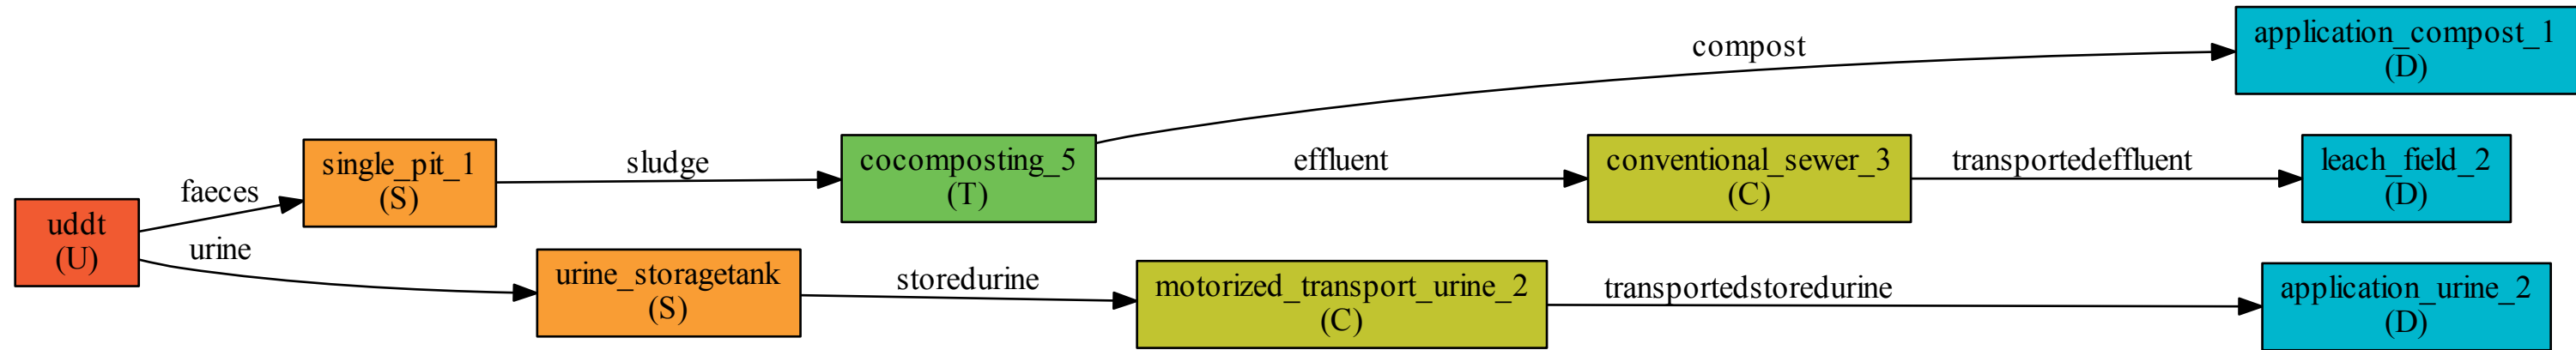 application_compost_1
(D)
compost
single_pit_1
(S)
sludge
cocomposting_5
(T)
effluent
conventional_sewer_3
(C)
transportedeffluent
leach_field_2
(D)
faeces
uddt
(U)
urine
urine_storagetank
(S)
storedurine
motorized_transport_urine_2
(C)
transportedstoredurine
application_urine_2
(D)